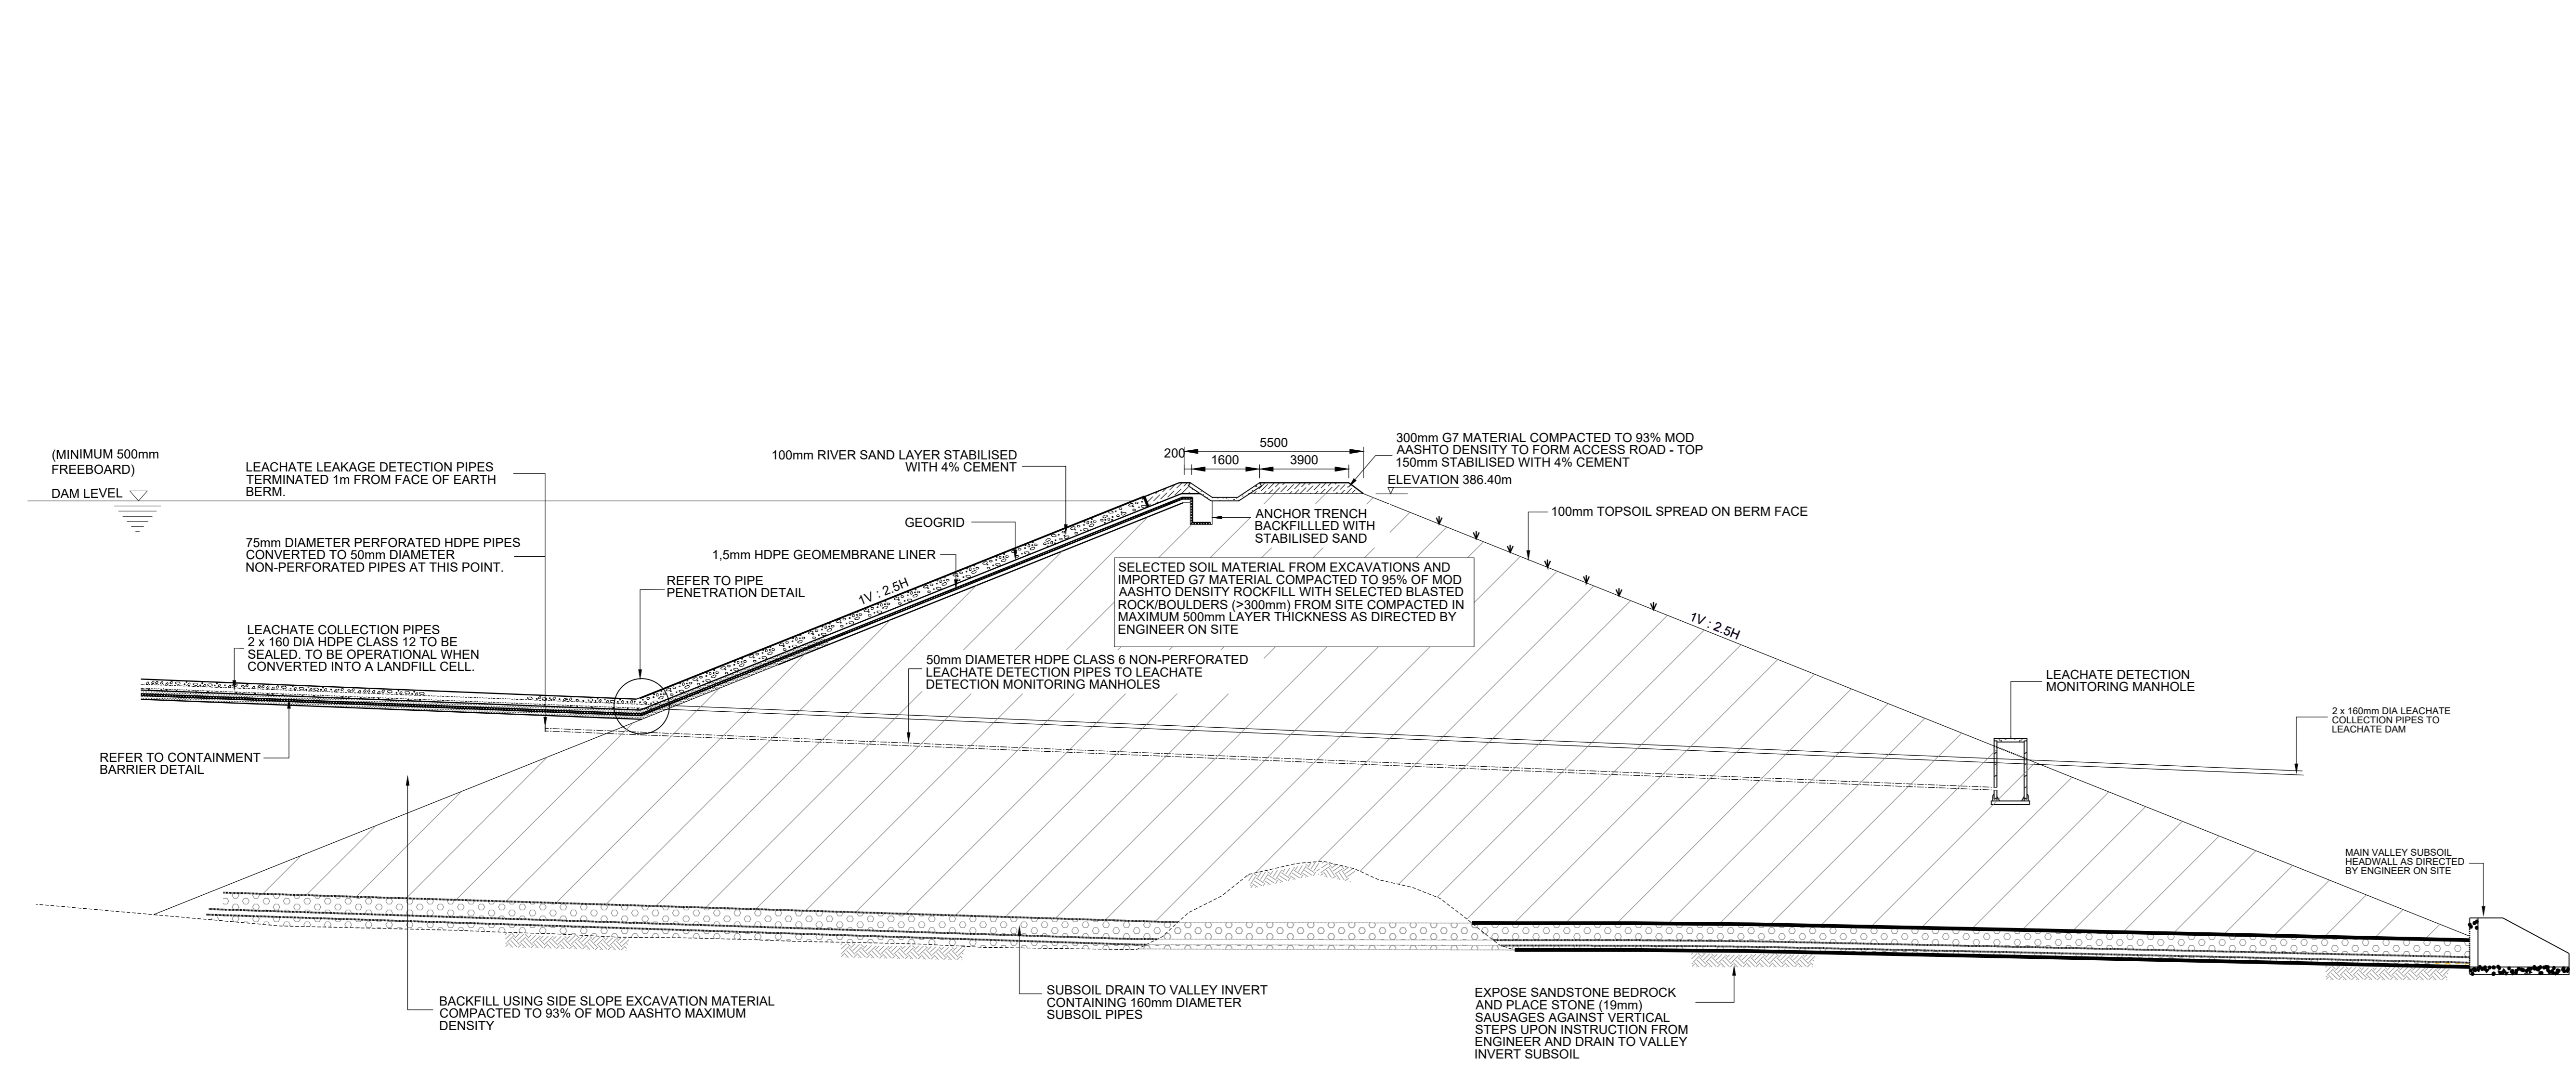 (MINIMUM 500mm
FREEBOARD)
DAM LEVEL
LEACHATE LEAKAGE DETECTION PIPES
TERMINATED 1m FROM FACE OF EARTH
BERM.
75mm DIAMETER PERFORATED HDPE PIPES
CONVERTED TO 50mm DIAMETER
NON-PERFORATED PIPES AT THIS POINT.
LEACHATE COLLECTION PIPES
2 x 160 DIA HDPE CLASS 12 TO BE
SEALED. TO BE OPERATIONAL WHEN
CONVERTED INTO A LANDFILL CELL.
REFER TO CONTAINMENT
BARRIER DETAIL
BACKFILL USING SIDE SLOPE EXCAVATION MATERIAL
COMPACTED TO 93% OF MOD AASHTO MAXIMUM
DENSITY
100mm RIVER SAND LAYER STABILISED
WITH 4% CEMENT
GEOGRID
1,5mm HDPE GEOMEMBRANE LINER
REFER TO PIPE
PENETRATION DETAIL
1V : 2.5H
5500
200
1600
3900
300mm G7 MATERIAL COMPACTED TO 93% MOD
AASHTO DENSITY TO FORM ACCESS ROAD - TOP
150mm STABILISED WITH 4% CEMENT
ELEVATION 386.40m
ANCHOR TRENCH
BACKFILLLED WITH
STABILISED SAND
100mm TOPSOIL SPREAD ON BERM FACE
SELECTED SOIL MATERIAL FROM EXCAVATIONS AND
IMPORTED G7 MATERIAL COMPACTED TO 95% OF MOD
AASHTO DENSITY ROCKFILL WITH SELECTED BLASTED
ROCK/BOULDERS (>300mm) FROM SITE COMPACTED IN
MAXIMUM 500mm LAYER THICKNESS AS DIRECTED BY
ENGINEER ON SITE
1V : 2.5H
50mm DIAMETER HDPE CLASS 6 NON-PERFORATED
LEACHATE DETECTION PIPES TO LEACHATE
DETECTION MONITORING MANHOLES
LEACHATE DETECTION
MONITORING MANHOLE
2 x 160mm DIA LEACHATE
COLLECTION PIPES TO
LEACHATE DAM
MAIN VALLEY SUBSOIL
HEADWALL AS DIRECTED
BY ENGINEER ON SITE
SUBSOIL DRAIN TO VALLEY INVERT
CONTAINING 160mm DIAMETER
SUBSOIL PIPES
EXPOSE SANDSTONE BEDROCK
AND PLACE STONE (19mm)
SAUSAGES AGAINST VERTICAL
STEPS UPON INSTRUCTION FROM
ENGINEER AND DRAIN TO VALLEY
INVERT SUBSOIL